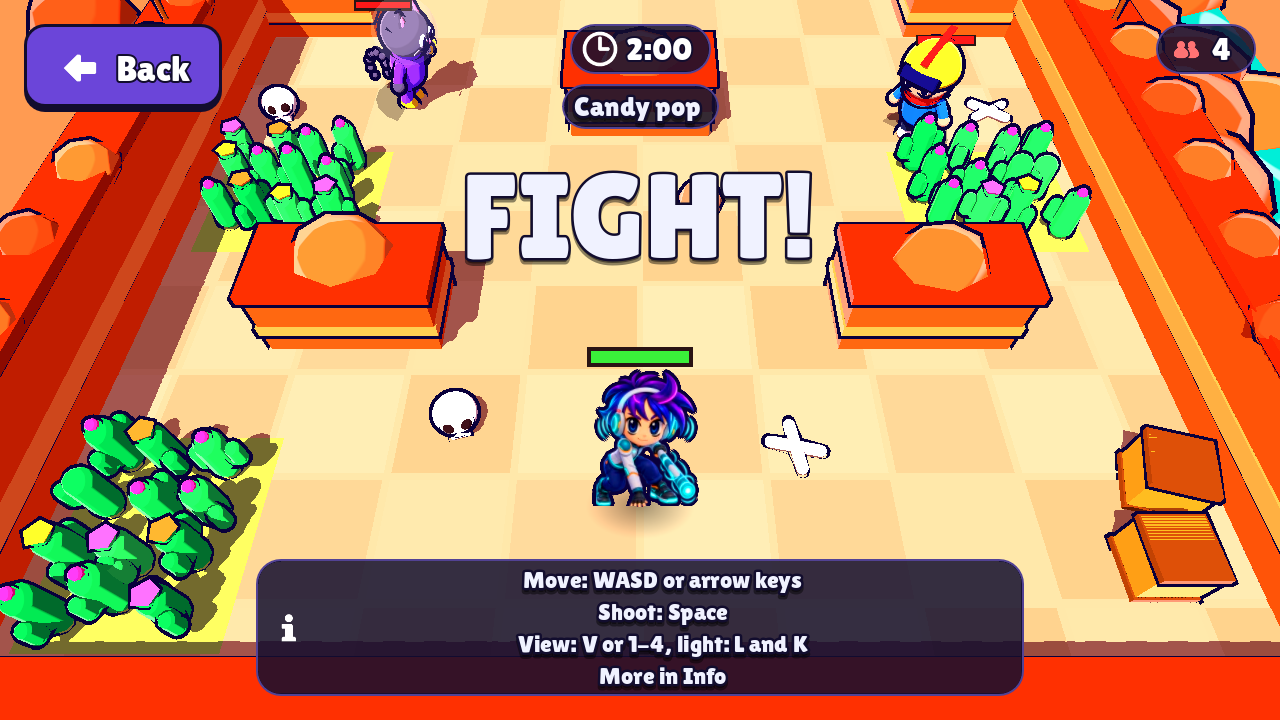 Back
2:00
4
Candy pop
FIGHT!
Move: WASD or arrow keys
Shoot: Space
View: V or 1-4, light: L and K
More in Info